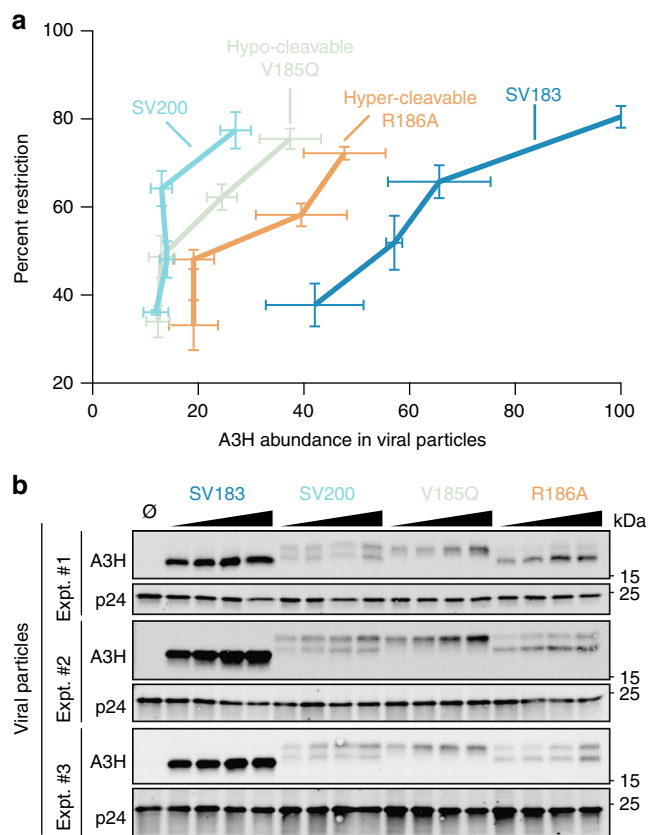 a
100
80
60
40
20
Percent restriction
0
20
40
60
80
100
A3H abundance in viral particles
SV200
Hypo-cleavable
V185Q
Hyper-cleavable
R186A
SV183
b
SV183
SV200
V185Q
R186A
Ø
kDa
Viral particles
Expt. #1
A3H
15
p24
25
Expt. #2
A3H
15
p24
25
Expt. #3
A3H
15
p24
25